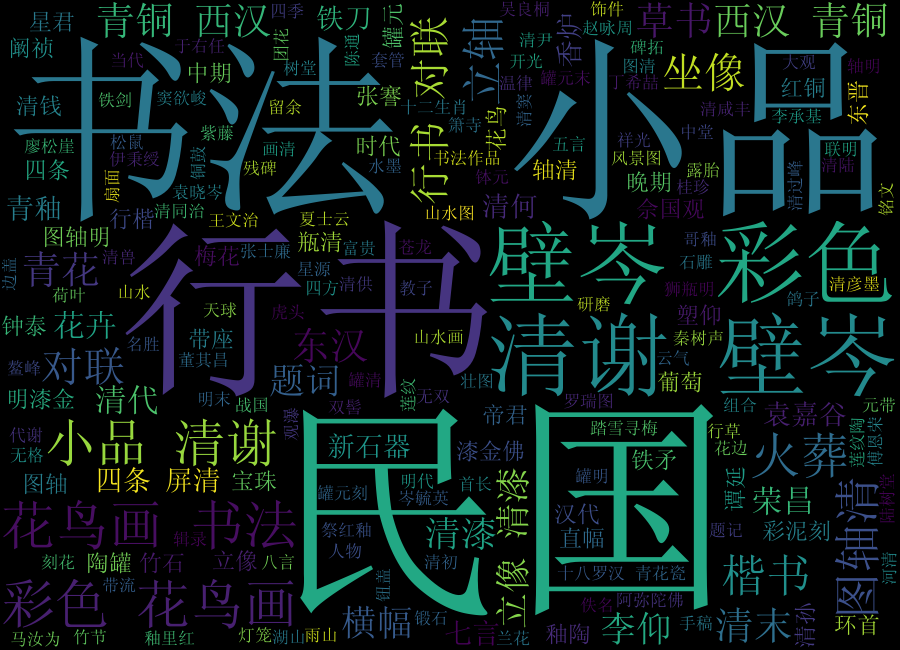 星君
青铜 西汉
四季
铁刀
罐元
对联
立轴
吴良桐
饰件
赵咏周
草书
西汉 青铜
阚祯
当代
于右任
团花
陈通
套管
清尹
开光
香炉
碑拓
图清
坐像
大观
轴明
书法
中期
树堂
张謇
温律
罐元末
丁希喆
小品
红铜
东晋
清钱
铁剑
窦欲峻
留余
十二生肖
清窦
清咸丰
李承基
廖松崖
松鼠
紫藤
画清
时代
行书
萧寺
花鸟
五言
祥光
中堂
联明
四条
伊秉绶
铜鼓
残碑
水墨
书法作品
轴清
风景图
露胎
清陆
扇面
袁晓岑
钵元
晚期
桂珍
清过峰
铭文
青釉
行楷
清同治
王文治
夏士云
山水图
清何
余国观
图轴明
瓶清
行书
壁岑
彩色
青花
清兽
梅花
张士廉
富贵
苍龙
哥釉
边盖
荷叶
山水
星源
四方
清供
教子
石雕
狮瓶明
清彦墨
钟泰
花卉
天球
虎头
研磨
塑仰
鸽子
带座
东汉
山水画
清谢
秦树声
壁岑
鳌峰
名胜
董其昌
云气
对联
题词
罐清
壮图
葡萄
明漆金
清代
明末
战国
双髻
连纹
无双
帝君
罗瑞图
组合
袁嘉谷
元带
代谢
小品 清谢
观瀑
踏雪寻梅
行草
无格
民国
新石器
漆金佛
铁矛
花边
火葬
连纹陶
傅恩荣
图轴
四条 屏清
宝珠
罐元刻
明代
岑毓英
首长
清漆
罐明
谭延
荣昌
图轴清
陈树堂
花鸟画 书法
祭红釉
清漆
汉代
题记
彩泥刻
辑录
人物
直幅
刻花
陶罐
竹石
立像
八言
清初
立像
十八罗汉
青花瓷
楷书
河清
彩色 花鸟画
带流
钮盖
横幅
锻石
佚名
阿弥陀佛
马汝为
竹节
釉里红
灯笼
湖山
雨山
七言
兰花
釉陶
李仰
手稿
清末
清孙
环首